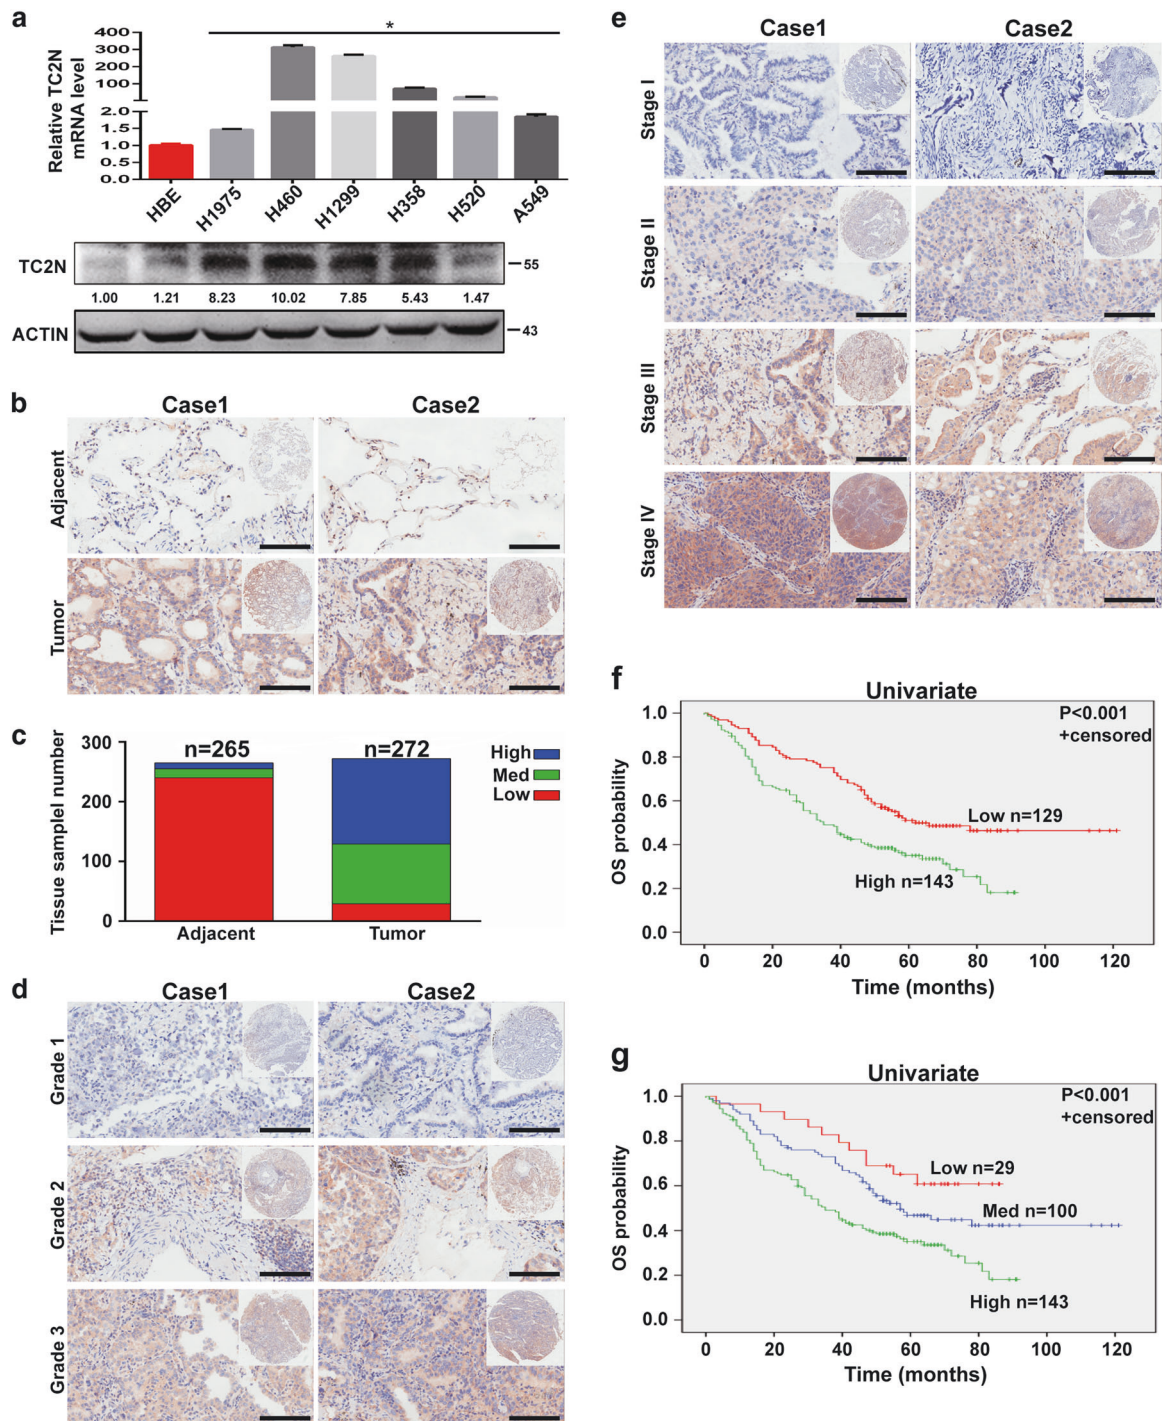 a
Relative TC2N
mRNA level
400
300
200
100
2.0
1.5
1.0
0.5
0.0
*
HBE
H1975
H460
H1299
H358
H520
A549
TC2N
55
1.00 1.21 8.23 10.02 7.85 5.43 1.47
ACTIN
43
b
Case1 Case2
Adjacent
Tumor
c
Tissue samplel number
300
200
100
0
n=265 n=272
High
Med
Low
Adjacent Tumor
d
Case1 Case2
Grade 1
Grade 2
Grade 3
e
Case1 Case2
Stage I
Stage II
Stage III
Stage IV
f
Univariate
P<0.001
+censored
OS probability
1.0
0.8
0.6
0.4
0.2
0.0
Low n=129
High n=143
0 20 40 60 80 100 120
Time (months)
g
Univariate
P<0.001
+censored
OS probability
1.0
0.8
0.6
0.4
0.2
0.0
Low n=29
Med n=100
High n=143
0 20 40 60 80 100 120
Time (months)